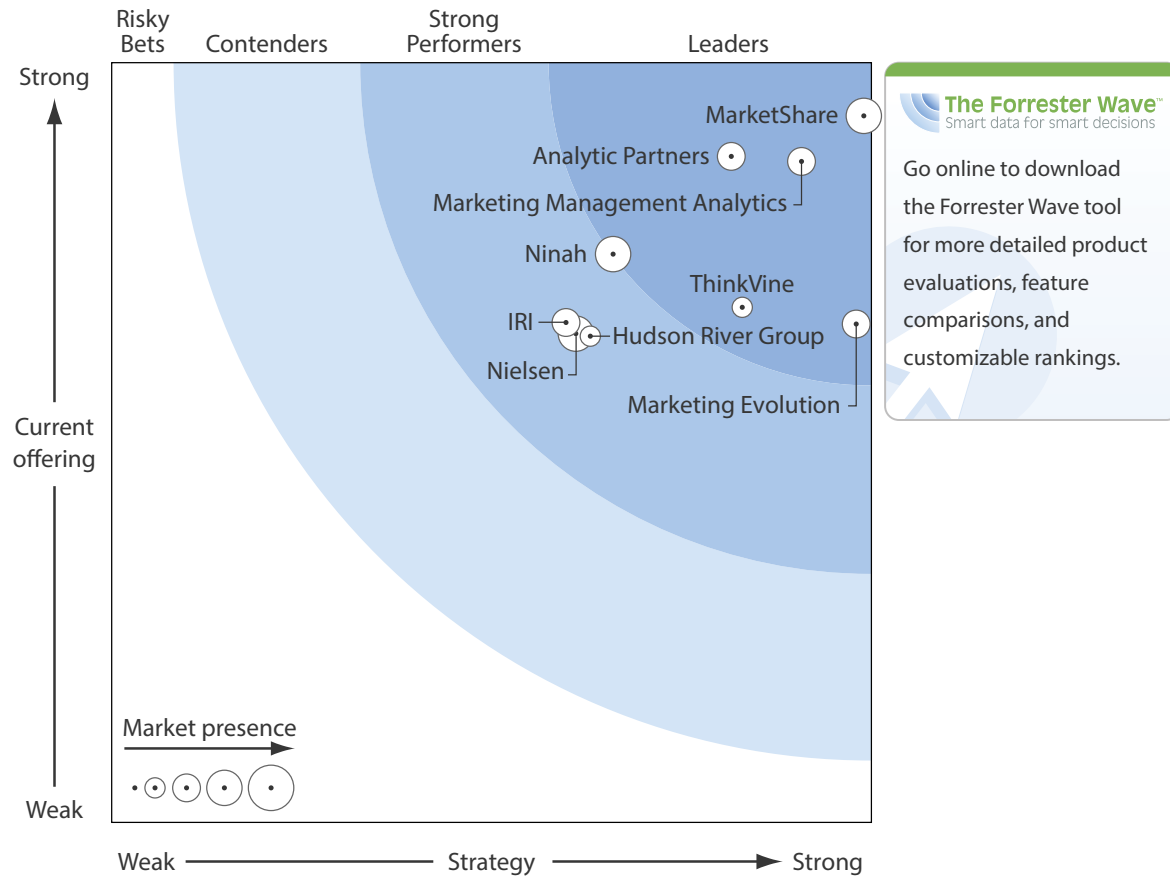 Risky
Bets
Contenders
Strong
Performers
Leaders
Strong
Current
offering
Weak
MarketShare
Analytic Partners
Marketing Management Analytics
Ninah
ThinkVine
IRI
Hudson River Group
Nielsen
Marketing Evolution
Market presence
Weak
Strategy
Strong
The Forrester Wave™
Smart data for smart decisions
Go online to download
the Forrester Wave tool
for more detailed product
evaluations, feature
comparisons, and
customizable rankings.